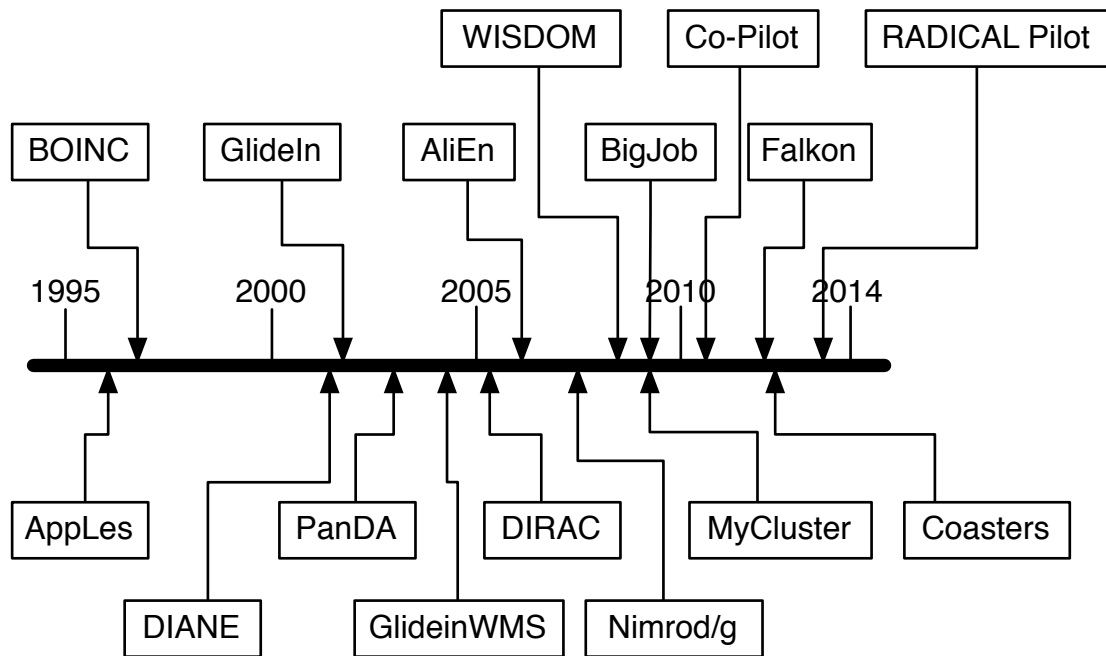 WISDOM
Co-Pilot
RADICAL Pilot
BOINC
GlideIn
AliEn
BigJob
Falkon
1995
2000
2005
2010
2014
AppLes
PanDA
DIRAC
MyCluster
Coasters
DIANE
GlideinWMS
Nimrod/g